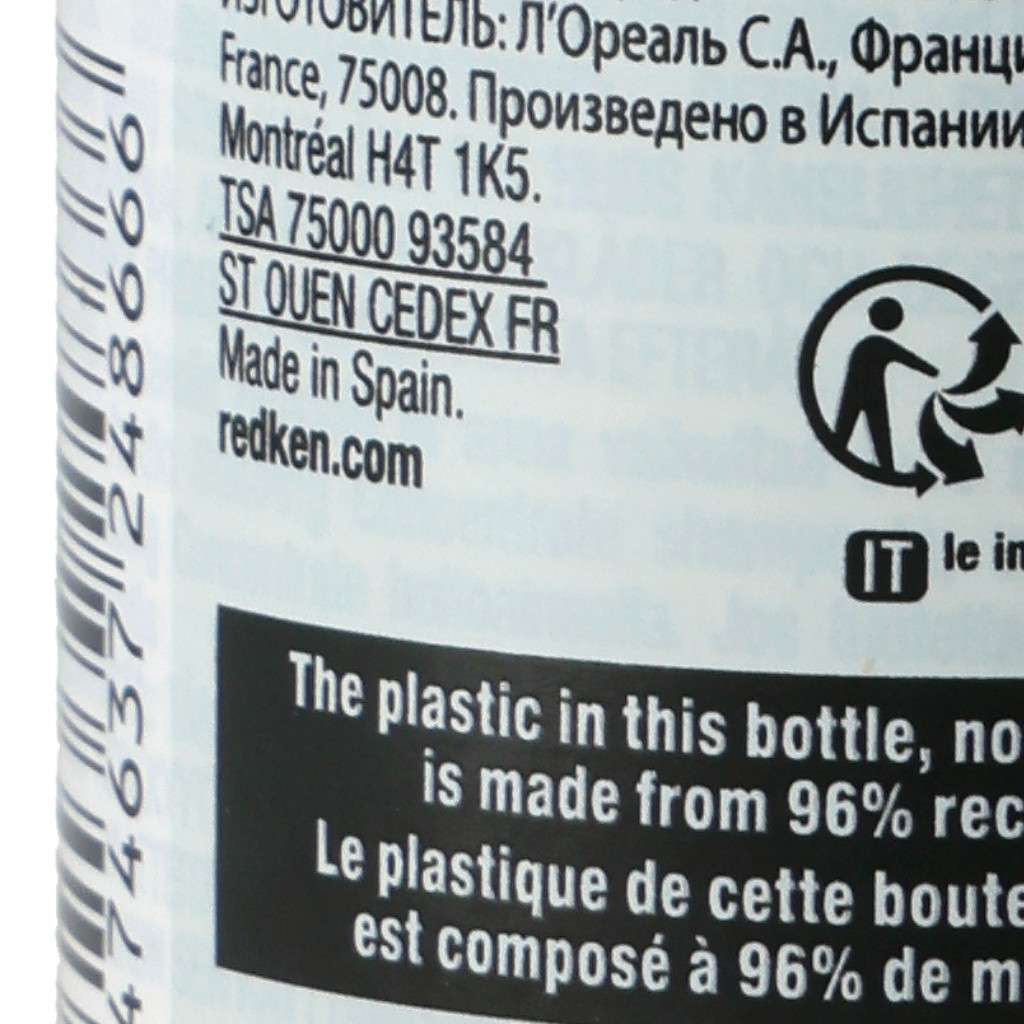 ИЗГОТОВИТЕЛЬ: Л'Ореаль С.А., Франци
France, 75008. Произведено в Испании
Montréal H4T 1K5.
TSA 75000 93584
ST OUEN CEDEX FR
Made in Spain.
redken.com
IT le in
The plastic in this bottle, no
is made from 96% rec
Le plastique de cette boute
est composé à 96% de m
474637 248666